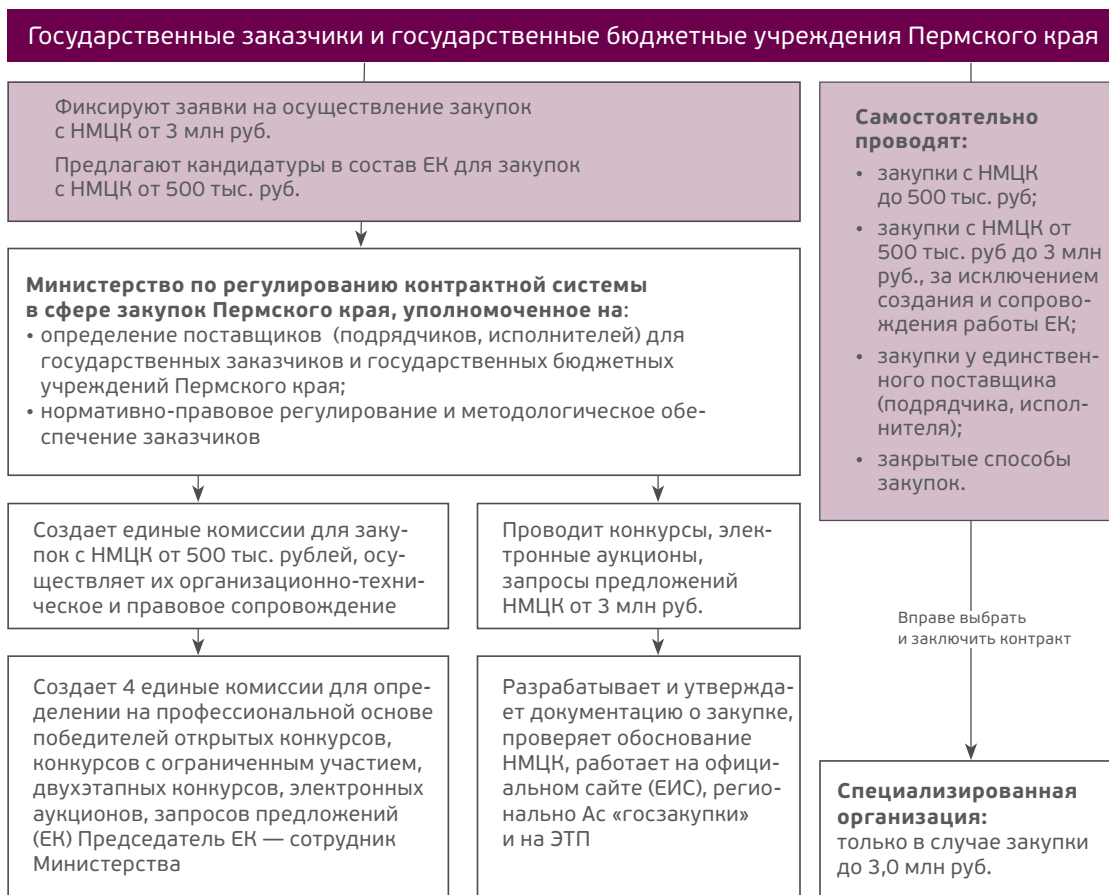 Государственные заказчики и государственные бюджетные учреждения Пермского края
Фиксируют заявки на осуществление закупок
с НМЦК от 3 млн руб.
Предлагают кандидатуры в состав ЕК для закупок
с НМЦК от 500 тыс. руб.
Министерство по регулированию контрактной системы
в сфере закупок Пермского края, уполномоченное на:
• определение поставщиков (подрядчиков, исполнителей) для
государственных заказчиков и государственных бюджетных
учреждений Пермского края;
• нормативно-правовое регулирование и методологическое обе-
спечение заказчиков
Создает единые комиссии для заку-
пок с НМЦК от 500 тыс. рублей, осу-
ществляет их организационно-техни-
ческое и правовое сопровождение
Создает 4 единые комиссии для опре-
делении на профессиональной основе
победителей открытых конкурсов,
конкурсов с ограниченным участием,
двухэтапных конкурсов, электронных
аукционов, запросов предложений
(ЕК) Председатель ЕК — сотрудник
Министерства
Проводит конкурсы, элек-
тронные аукционы,
запросы предложений
НМЦК от 3 млн руб.
Разрабатывает и утвержда-
ет документацию о закупке,
проверяет обоснование
НМЦК, работает на офици-
альном сайте (ЕИС), регио-
нально Ас «госзакупки»
и на ЭТП
Самостоятельно
проводят:
• закупки с НМЦК
до 500 тыс. руб;
• закупки с НМЦК от
500 тыс. руб до 3 млн
руб., за исключением
создания и сопрово-
ждения работы ЕК;
• закупки у единствен-
ного поставщика
(подрядчика, испол-
нителя);
• закрытые способы
закупок.
Вправе выбрать
и заключить контракт
Специализированная
организация:
только в случае закупки
до 3,0 млн руб.